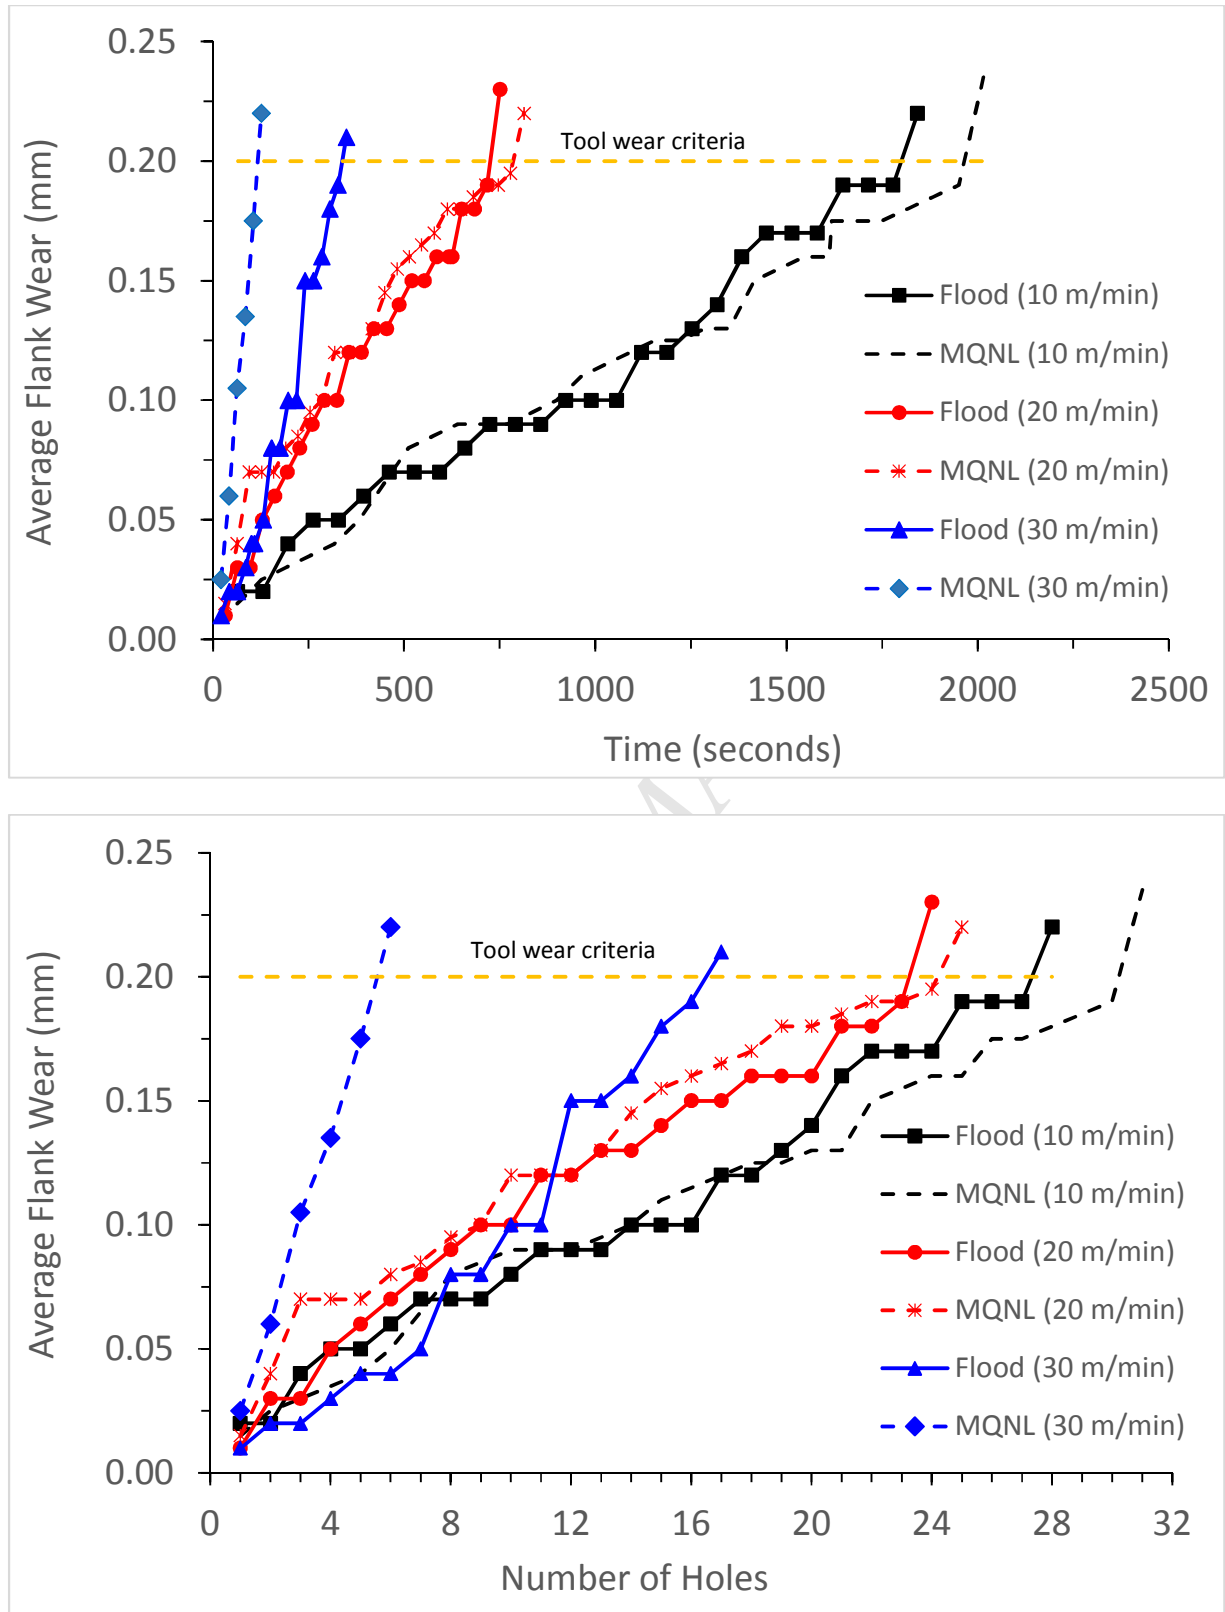 0.25
0.20
0.15
0.10
0.05
0.00
Average Flank Wear (mm)
Tool wear criteria
Flood (10 m/min)
MQNL (10 m/min)
Flood (20 m/min)
MQNL (20 m/min)
Flood (30 m/min)
MQNL (30 m/min)
0 500 1000 1500 2000 2500
Time (seconds)
0.25
0.20
0.15
0.10
0.05
0.00
Average Flank Wear (mm)
Tool wear criteria
Flood (10 m/min)
MQNL (10 m/min)
Flood (20 m/min)
MQNL (20 m/min)
Flood (30 m/min)
MQNL (30 m/min)
0 4 8 12 16 20 24 28 32
Number of Holes